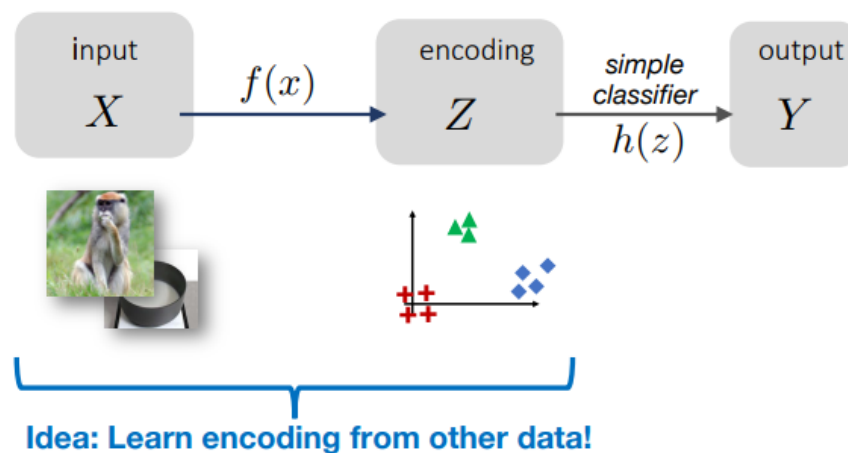 input
X
f(x)
encoding
Z
simple
classifier
h(z)
output
Y
Idea: Learn encoding from other data!